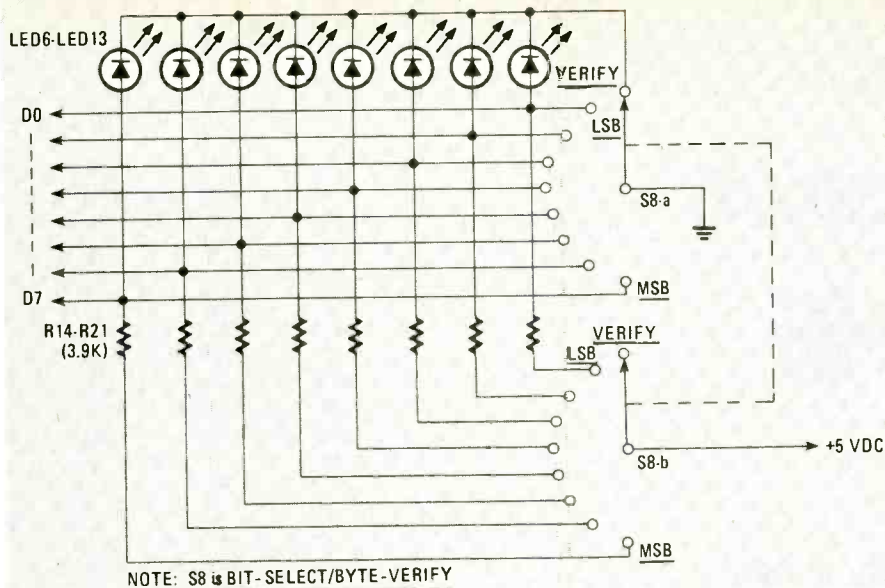 LED6-LED13
VERIFY
D0
LSB
S8-a
D7
MSB
R14-R21
(3.9K)
VERIFY
LSB
S8-b
+5 VDC
MSB
NOTE: S8 is BIT-SELECT/BYTE-VERIFY